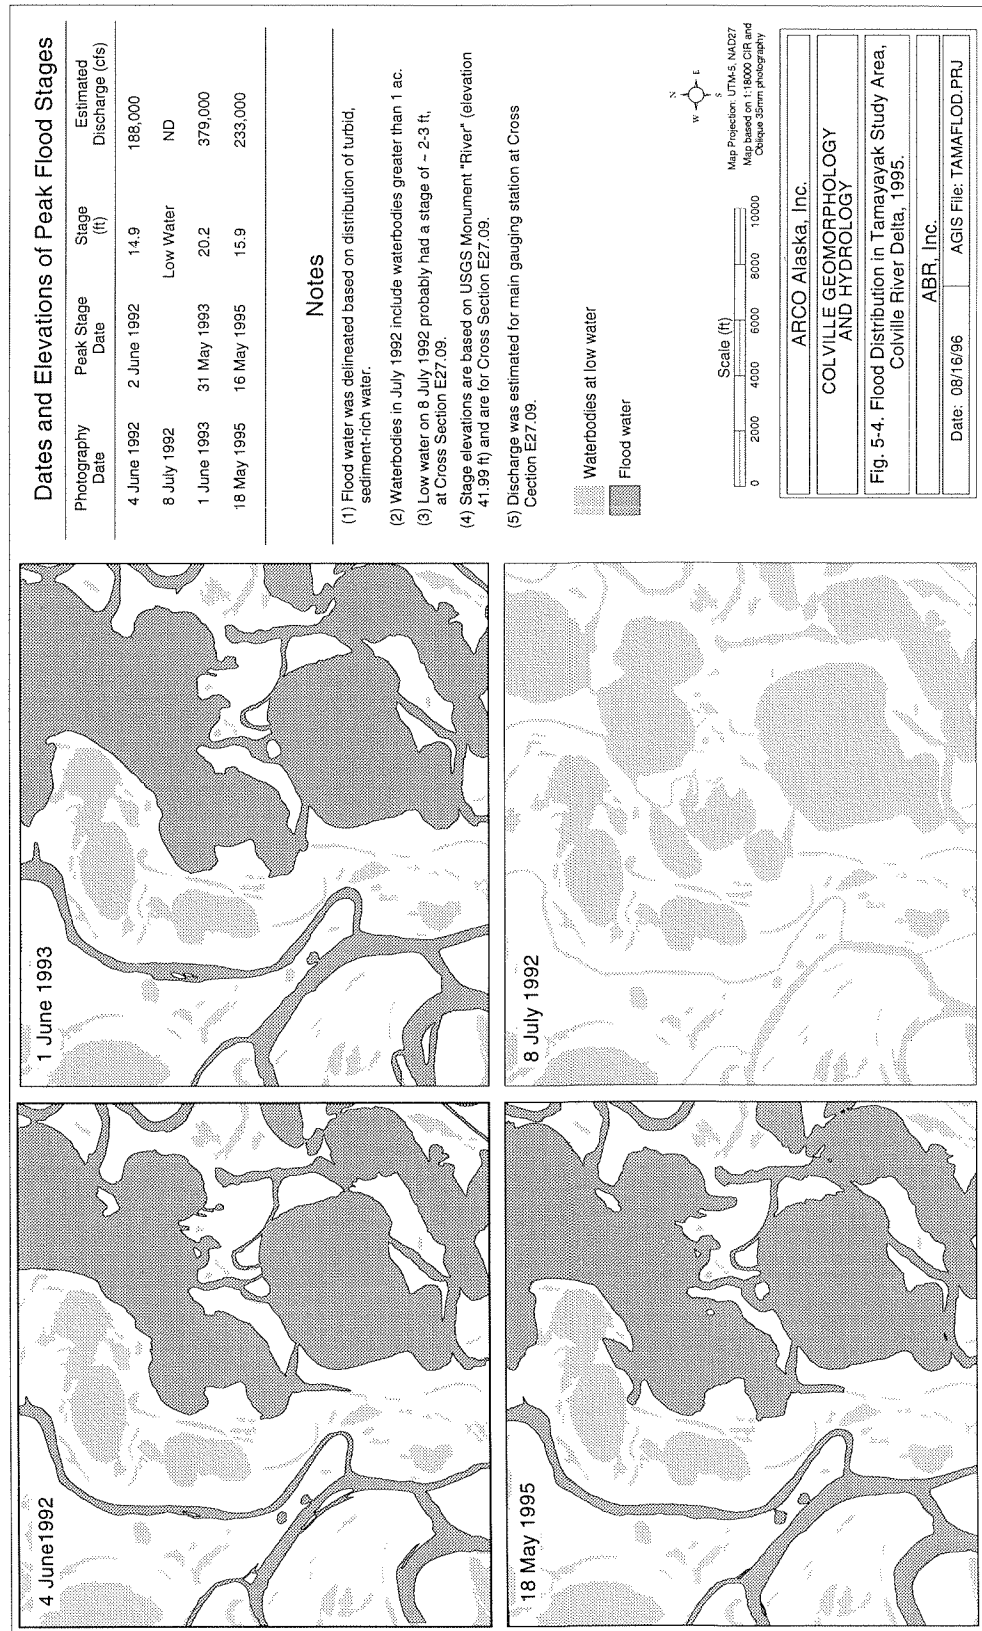 4 June1992
1 June 1993
18 May 1995
8 July 1992
Dates and Elevations of Peak Flood Stages
Photography Date Peak Stage Date Stage (ft) Estimated Discharge (cfs)
4 June 1992 2 June 1992 14.9 188,000
8 July 1992 Low Water ND
1 June 1993 31 May 1993 20.2 379,000
18 May 1995 16 May 1995 15.9 233,000
Notes
(1) Flood water was delineated based on distribution of turbid,
sediment-rich water.
(2) Waterbodies in July 1992 include waterbodies greater than 1 ac.
(3) Low water on 8 July 1992 probably had a stage of ~ 2-3 ft,
at Cross Section E27.09.
(4) Stage elevations are based on USGS Monument "River" (elevation
41.99 ft) and are for Cross Section E27.09.
(5) Discharge was estimated for main gauging station at Cross
Cection E27.09.
Waterbodies at low water
Flood water
Scale (ft)
0 2000 4000 6000 8000 10000
N
W E
S
Map Projection: UTM-5, NAD27
Map based on 1:18000 CIR and
Oblique 35mm photography
ARCO Alaska, Inc.
COLVILLE GEOMORPHOLOGY
AND HYDROLOGY
Fig. 5-4. Flood Distribution in Tamayayak Study Area,
Colville River Delta, 1995.
ABR, Inc.
Date: 08/16/96 AGIS File: TAMAFLOD.PRJ